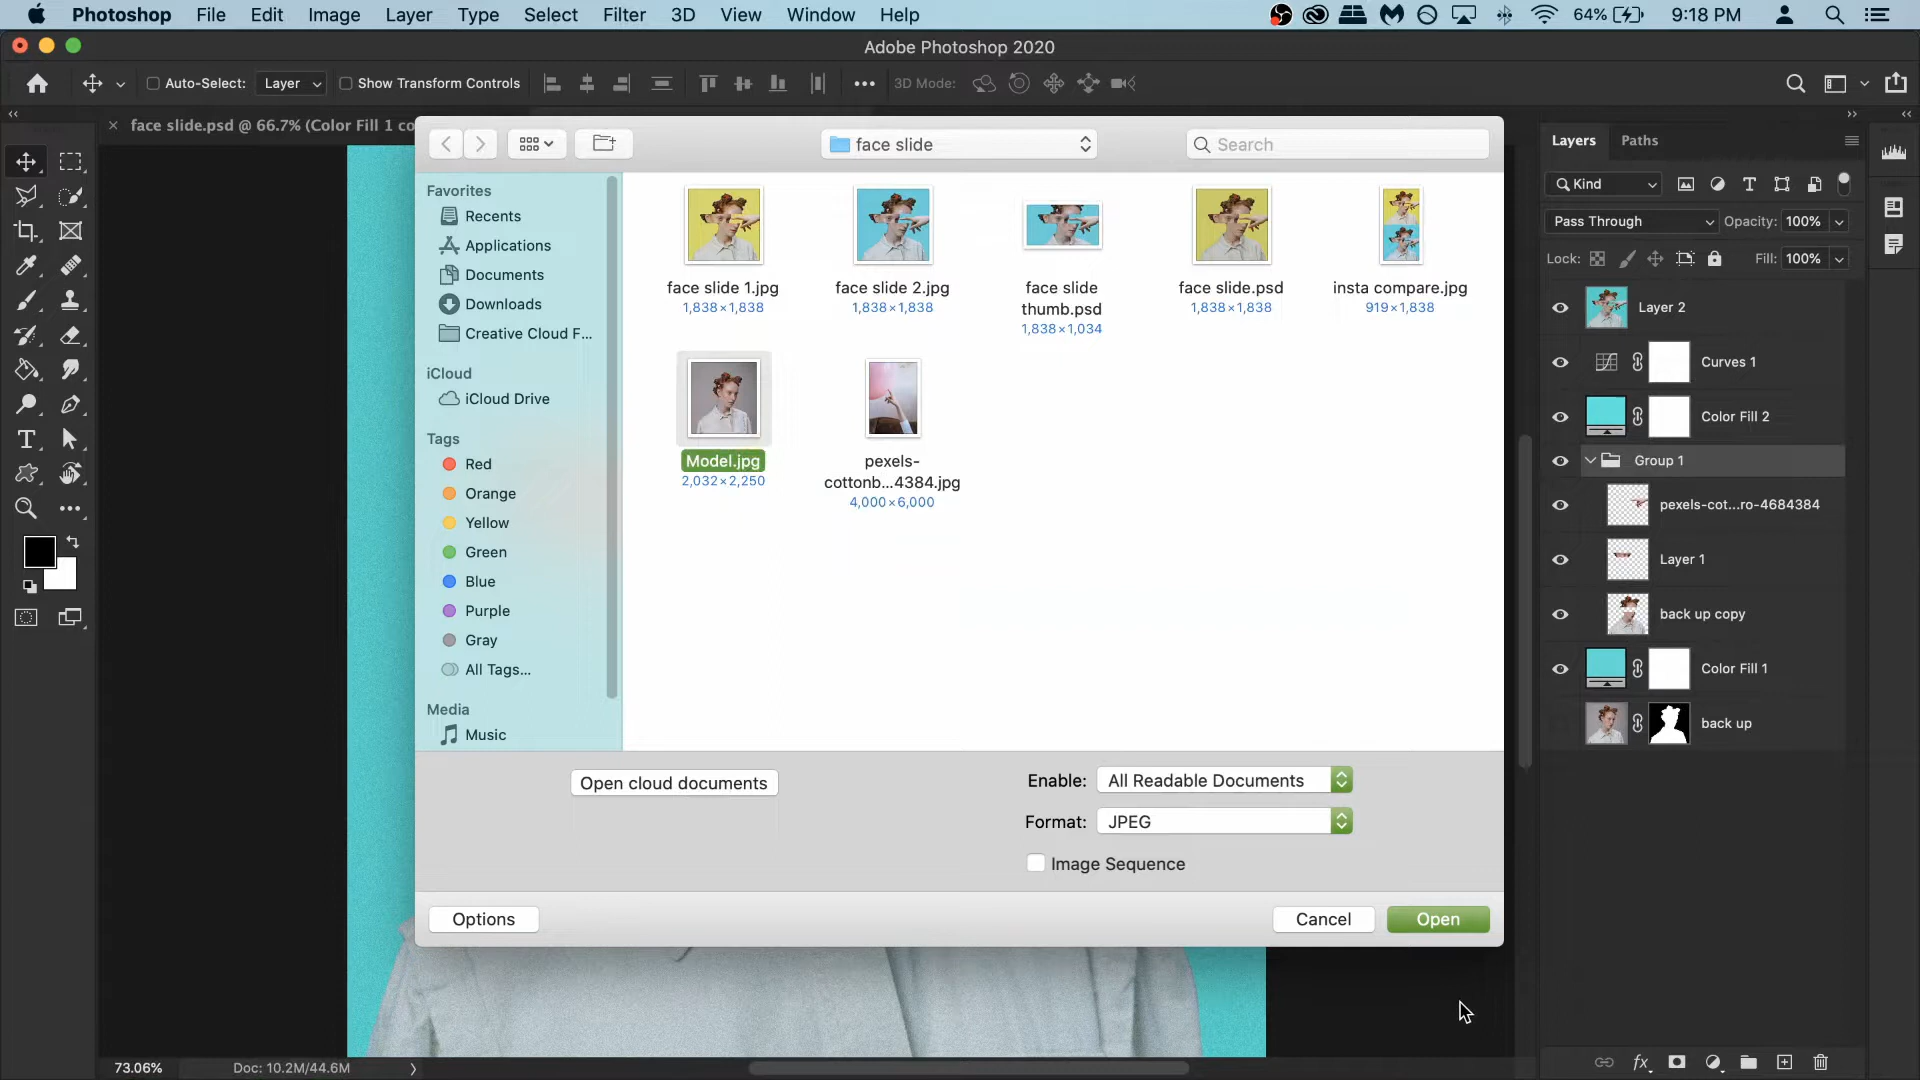 Photoshop File Edit Image Layer Type Select Filter 3D View Window Help 64% 9:18 PM
Adobe Photoshop 2020
Auto-Select: Layer Show Transform Controls 3D Mode:
face slide.psd @ 66.7% (Color Fill 1 co
face slide
Search
Favorites
Recents
Applications
Documents
Downloads
Creative Cloud F...
iCloud
iCloud Drive
Tags
Red
Orange
Yellow
Green
Blue
Purple
Gray
All Tags...
Media
Music
face slide 1.jpg
1,838×1,838
face slide 2.jpg
1,838×1,838
face slide
thumb.psd
1,838×1,034
face slide.psd
1,838×1,838
insta compare.jpg
919×1,838
Model.jpg
2,032×2,250
pexels-
cottonb...4384.jpg
4,000×6,000
Open cloud documents
Enable: All Readable Documents
Format: JPEG
Image Sequence
Options
Cancel
Open
Layers Paths
Kind
Pass Through Opacity: 100%
Lock: Fill: 100%
Layer 2
Curves 1
Color Fill 2
Group 1
pexels-cot...ro-4684384
Layer 1
back up copy
Color Fill 1
back up
73.06% Doc: 10.2M/44.6M